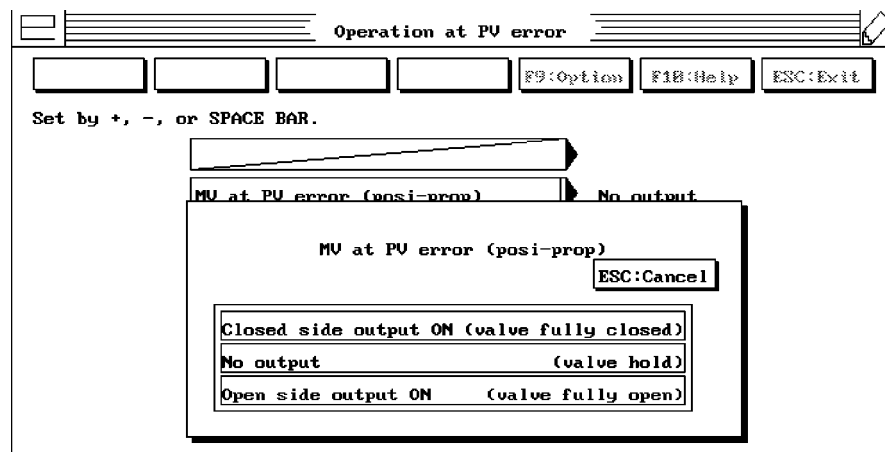 Operation at PV error
F9:Option F10:Help ESC:Exit
Set by +, -, or SPACE BAR.
MV at PV error (posi-prop) No output
MV at PV error (posi-prop)
ESC:Cancel
Closed side output ON (valve fully closed)
No output (valve hold)
Open side output ON (valve fully open)